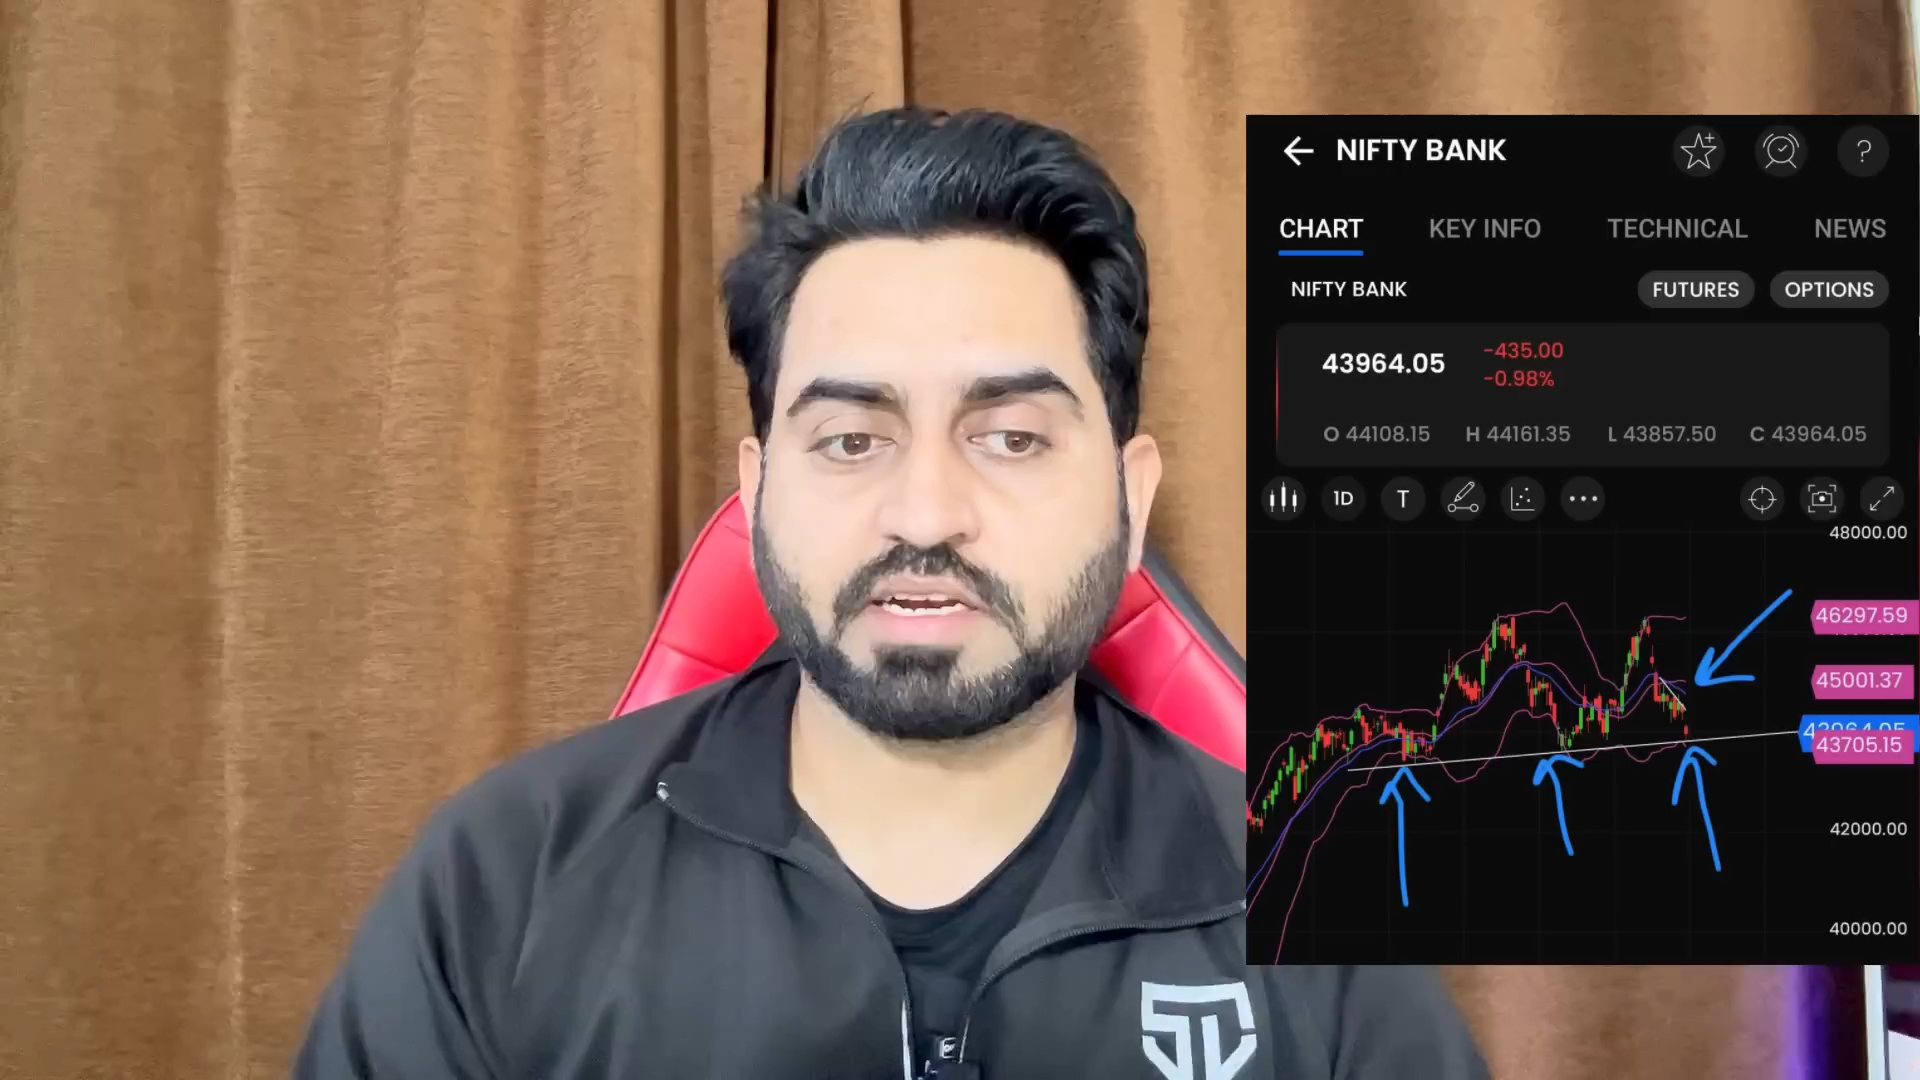 NIFTY BANK
?
CHART KEY INFO TECHNICAL NEWS
NIFTY BANK FUTURES OPTIONS
43964.05 -435.00
-0.98%
O 44108.15 H 44161.35 L 43857.50 C 43964.05
1D T
48000.00
46297.59
45001.37
43964.05
43705.15
42000.00
40000.00